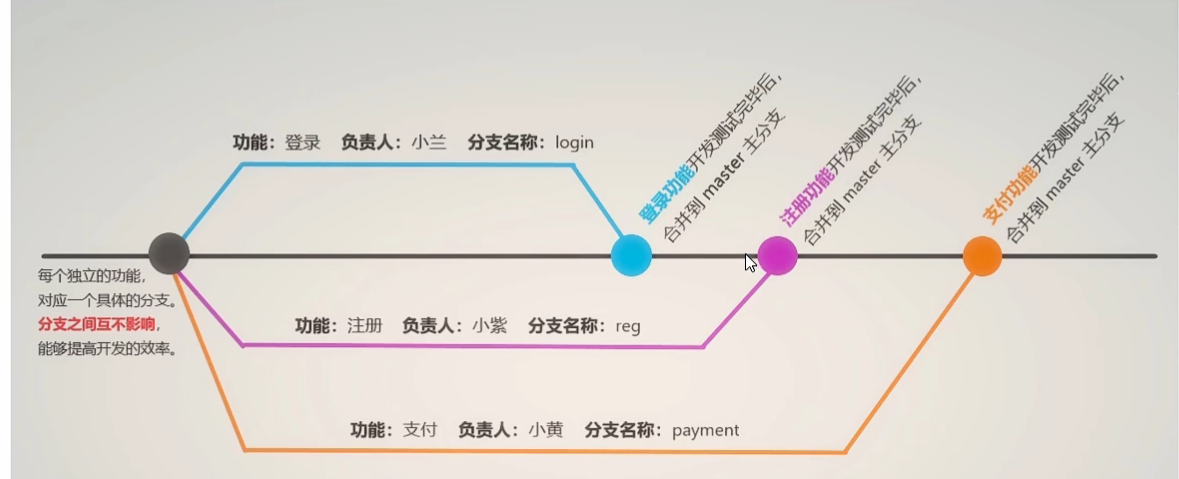 功能：登录 负责人：小兰 分支名称：login
登录功能开发测试完毕后，
合并到 master 主分支
注册功能开发测试完毕后，
合并到 master 主分支
支付功能开发测试完毕后，
合并到 master 主分支
每个独立的功能，
对应一个具体的分支。
分支之间互不影响，
能够提高开发的效率。
功能：注册 负责人：小紫 分支名称：reg
功能：支付 负责人：小黄 分支名称：payment